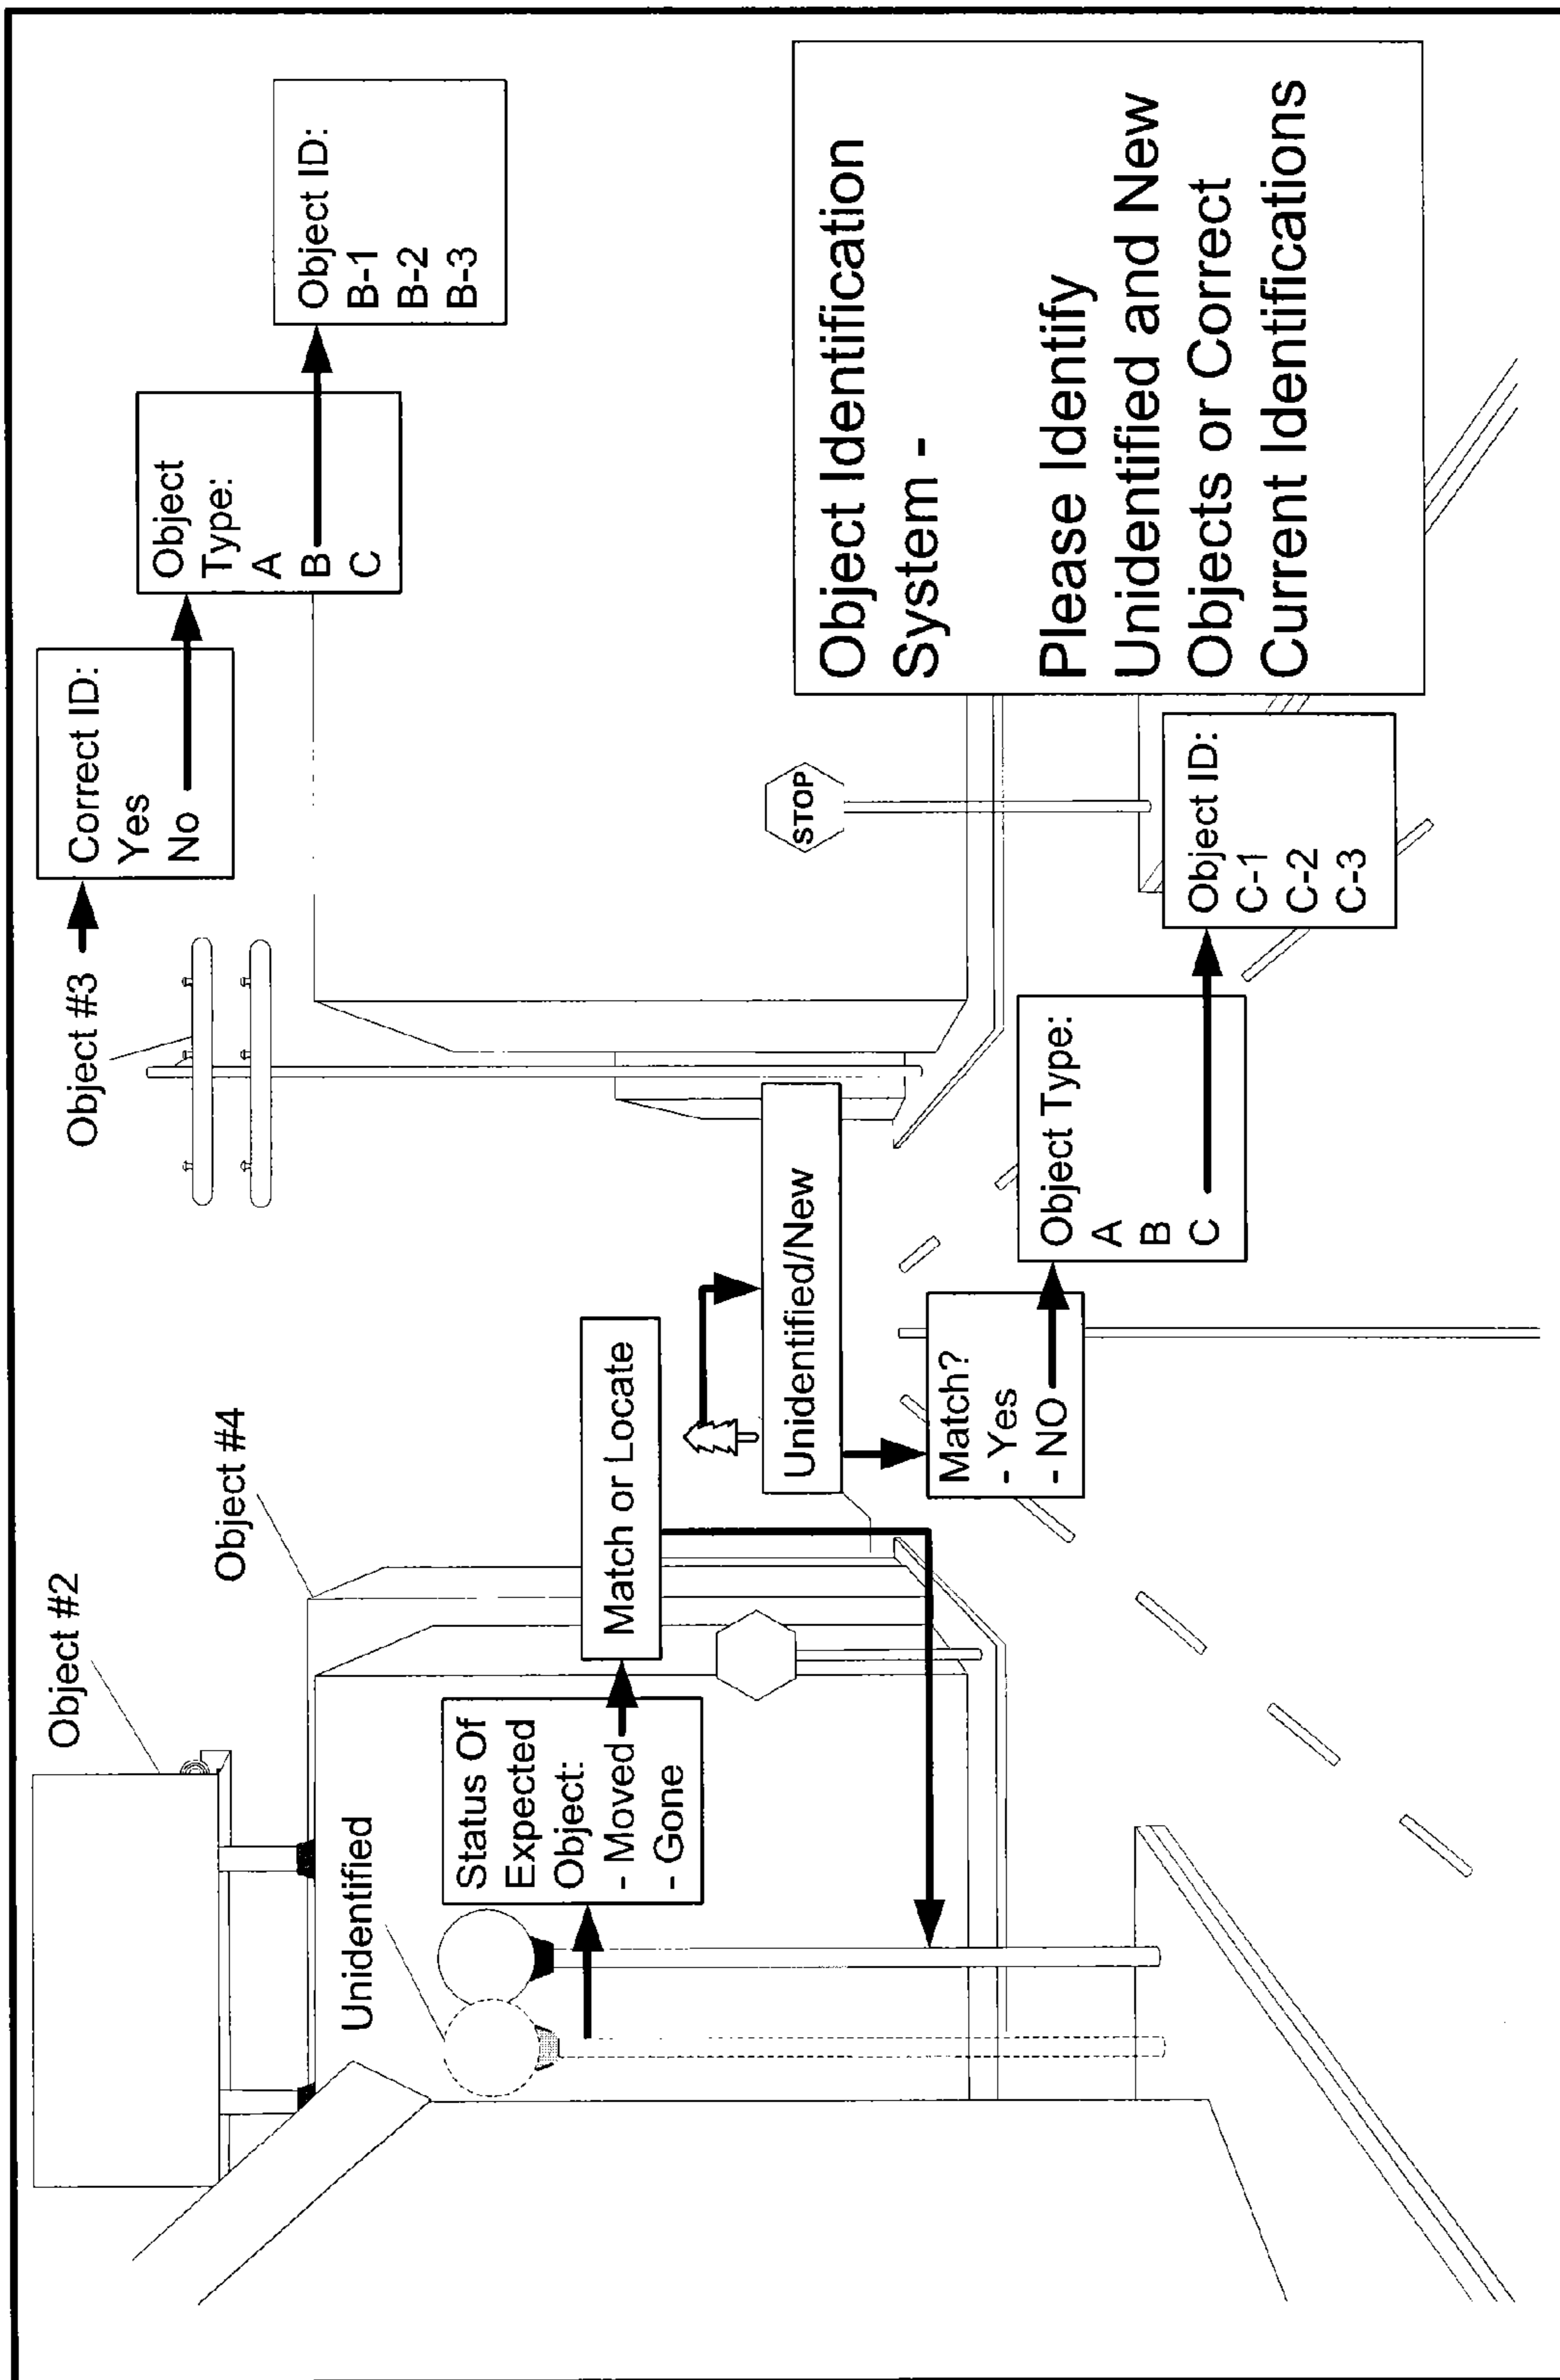 Object #2
Object #4
Object #3
Correct ID:
Yes
No
Object
Type:
A
B
C
Object ID:
B-1
B-2
B-3
Unidentified
Status Of
Expected
Object:
- Moved
- Gone
Match or Locate
Unidentified/New
Match?
- Yes
- NO
Object Type:
A
B
C
Object ID:
C-1
C-2
C-3
STOP
Object Identification
System -
Please Identify
Unidentified and New
Objects or Correct
Current Identifications